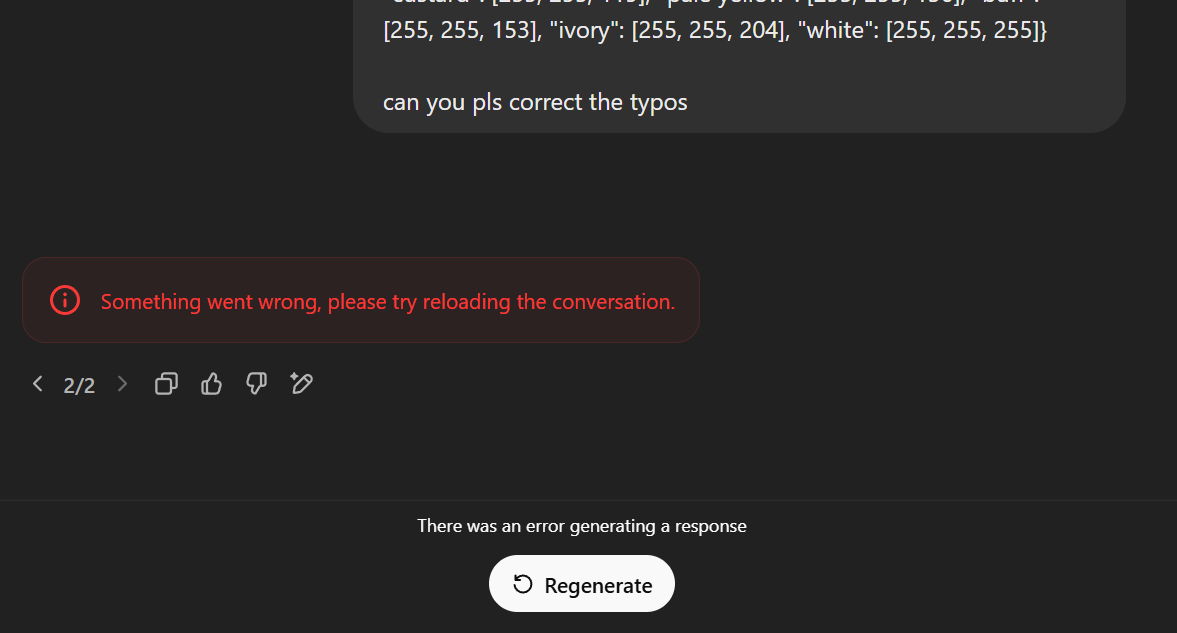 [255, 255, 153], "ivory": [255, 255, 204], "white": [255, 255, 255]}
can you pls correct the typos
Something went wrong, please try reloading the conversation.
2/2
There was an error generating a response
Regenerate